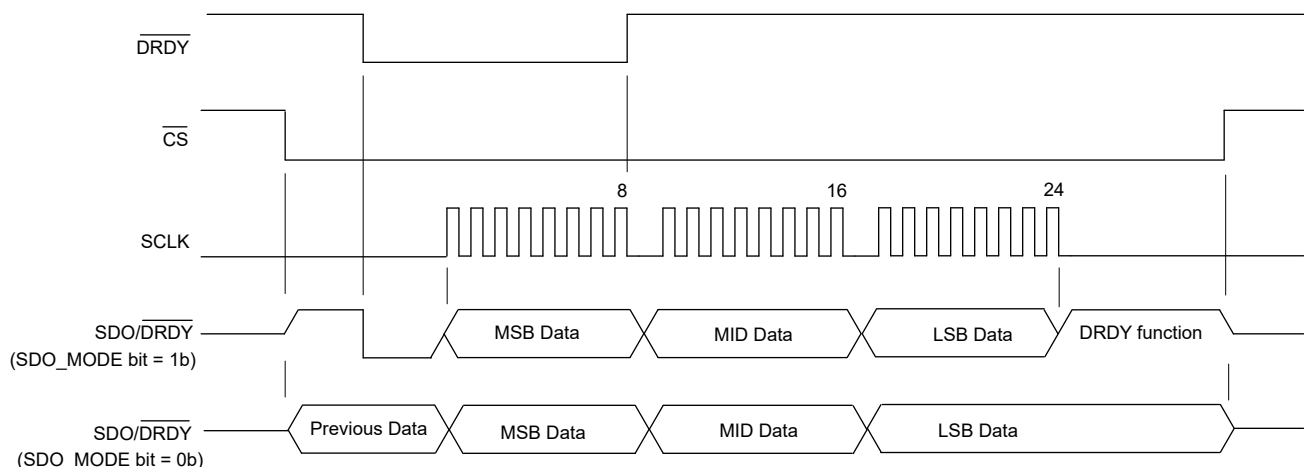 DRDY
CS
8 16 24
SCLK
SDO/DRDY
(SDO_MODE bit = 1b)
MSB Data MID Data LSB Data DRDY function
SDO/DRDY
(SDO_MODE bit = 0b)
Previous Data MSB Data MID Data LSB Data